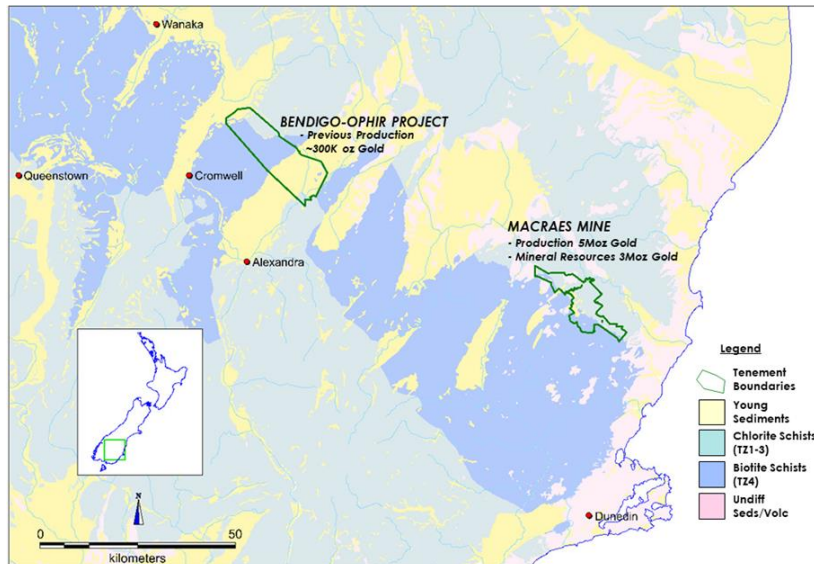 Wanaka
BENDIGO-OPHIR PROJECT
- Previous Production
~300K oz Gold
Queenstown
Cromwell
MACRAES MINE
- Production 5Moz Gold
- Mineral Resources 3Moz Gold
Alexandra
Legend
Tenement
Boundaries
Young
Sediments
Chlorite Schists
(TZ1-3)
Biotite Schists
(TZ4)
Undiff
Seds/Volc
N
Dunedin
0 50
kilometers